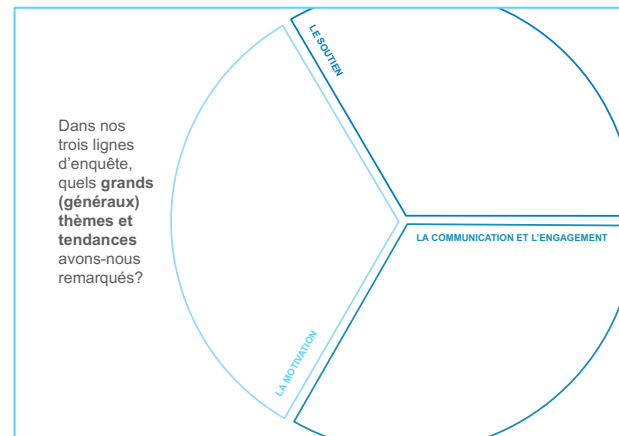 Dans nos
trois lignes
d'enquête,
quels grands
(généraux)
thèmes et
tendances
avons-nous
remarqués?
LE SOUTIEN
LA COMMUNICATION ET L'ENGAGEMENT
LA MOTIVATION